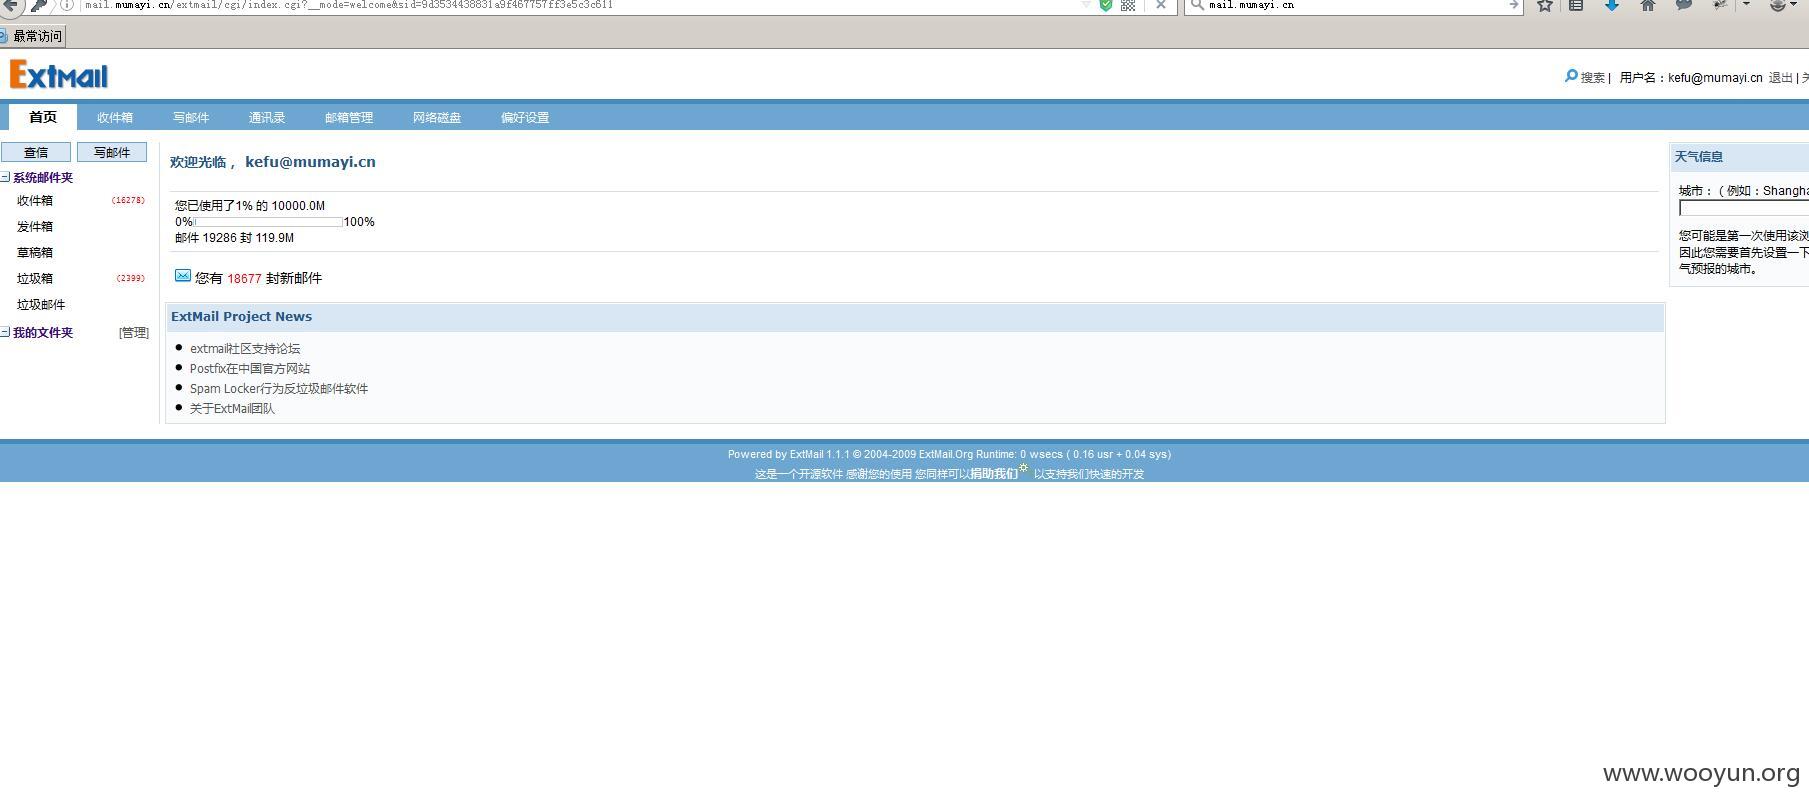 mail.mumayi.cn/extmail/cgi/index.cgi?__mode=welcome&sid=9d3534438831a9f467757ff3e5c3c611
mail.mumayi.cn
最常访问
Extmail
搜索 | 用户名：kefu@mumayi.cn 退出 |
首页 收件箱 写邮件 通讯录 邮箱管理 网络磁盘 偏好设置
查信 写邮件
系统邮件夹
收件箱 (16278)
发件箱
草稿箱
垃圾箱 (2399)
垃圾邮件
我的文件夹 [管理]
欢迎光临， kefu@mumayi.cn
您已使用了1% 的 10000.0M
0% 100%
邮件 19286 封 119.9M
您有 18677 封新邮件
ExtMail Project News
extmail社区支持论坛
Postfix在中国官方网站
Spam Locker行为反垃圾邮件软件
关于ExtMail团队
天气信息
城市：（例如：Shangha
您可能是第一次使用该浏
因此您需要首先设置一下
气预报的城市。
Powered by ExtMail 1.1.1 © 2004-2009 ExtMail.Org Runtime: 0 wsecs ( 0.16 usr + 0.04 sys)
这是一个开源软件 感谢您的使用 您同样可以捐助我们 以支持我们快速的开发
www.wooyun.org